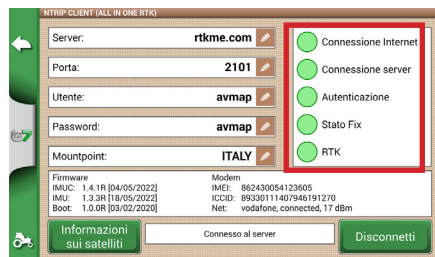 NTRIP CLIENT (ALL IN ONE RTK)
Server: rtkme.com
Connessione Internet
Porta: 2101
Connessione server
Utente: avmap
Autenticazione
Password: avmap
Stato Fix
Mountpoint: ITALY
RTK
Firmware
IMUC: 1.4.1R [04/05/2022]
IMU: 1.3.3R [18/05/2022]
Boot: 1.0.0R [03/02/2020]
Modem
IMEI: 862430054123605
ICCID: 89330111407946191270
Net: vodafone, connected, 17 dBm
Informazioni
sui satelliti
Connesso al server
Disconnetti